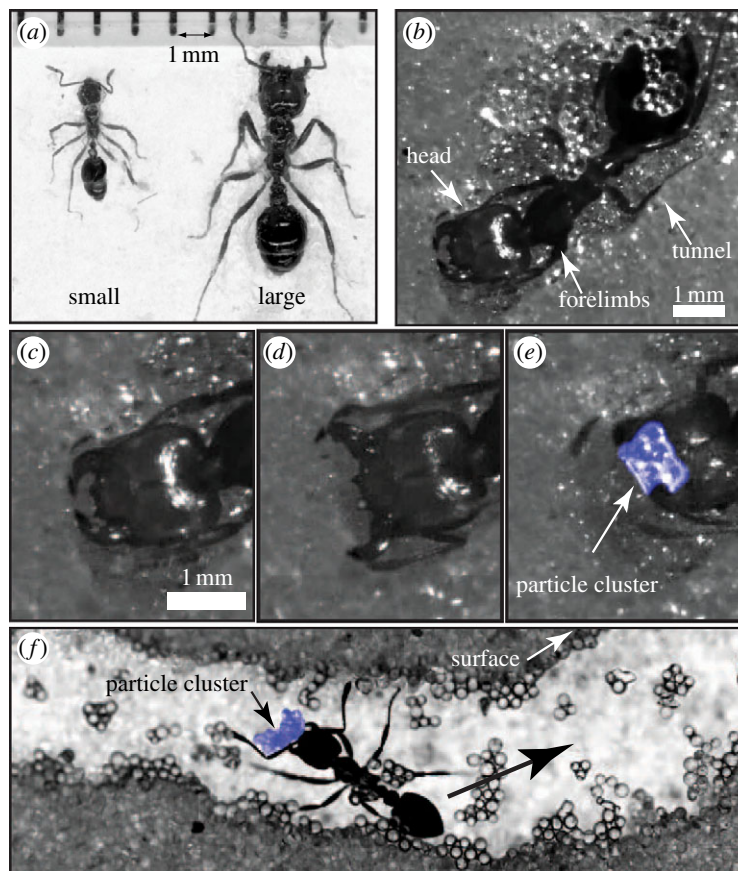 (a)
1 mm
small
large
(b)
head
tunnel
forelimbs
1 mm
(c)
1 mm
(d)
(e)
particle cluster
(f)
surface
particle cluster